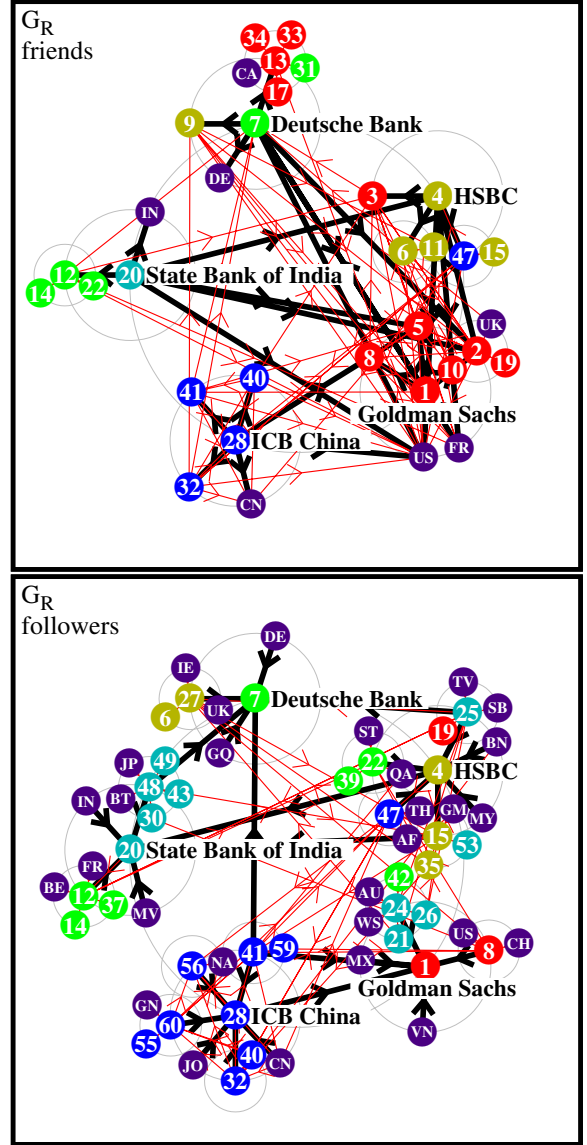 G_R
friends
34
33
13
CA
31
17
9
7 Deutsche Bank
DE
3
4 HSBC
IN
6
11
47
15
12
20 State Bank of India
14
22
5
UK
2
8
10
19
41
40
1
Goldman Sachs
28 ICB China
US
FR
32
CN
G_R
followers
DE
IE
TV
27
7 Deutsche Bank
25
SB
6
UK
19
ST
BN
GQ
49
22
JP
QA
4 HSBC
39
48
43
IN
BT
47
TH
GM
MY
30
15
AF
53
20 State Bank of India
FR
35
BE
12
42
37
AU
14
MV
24
26
WS
US
21
CH
41
59
8
56
NA
MX
1
Goldman Sachs
GN
28 ICB China
60
VN
55
40
JO
CN
32